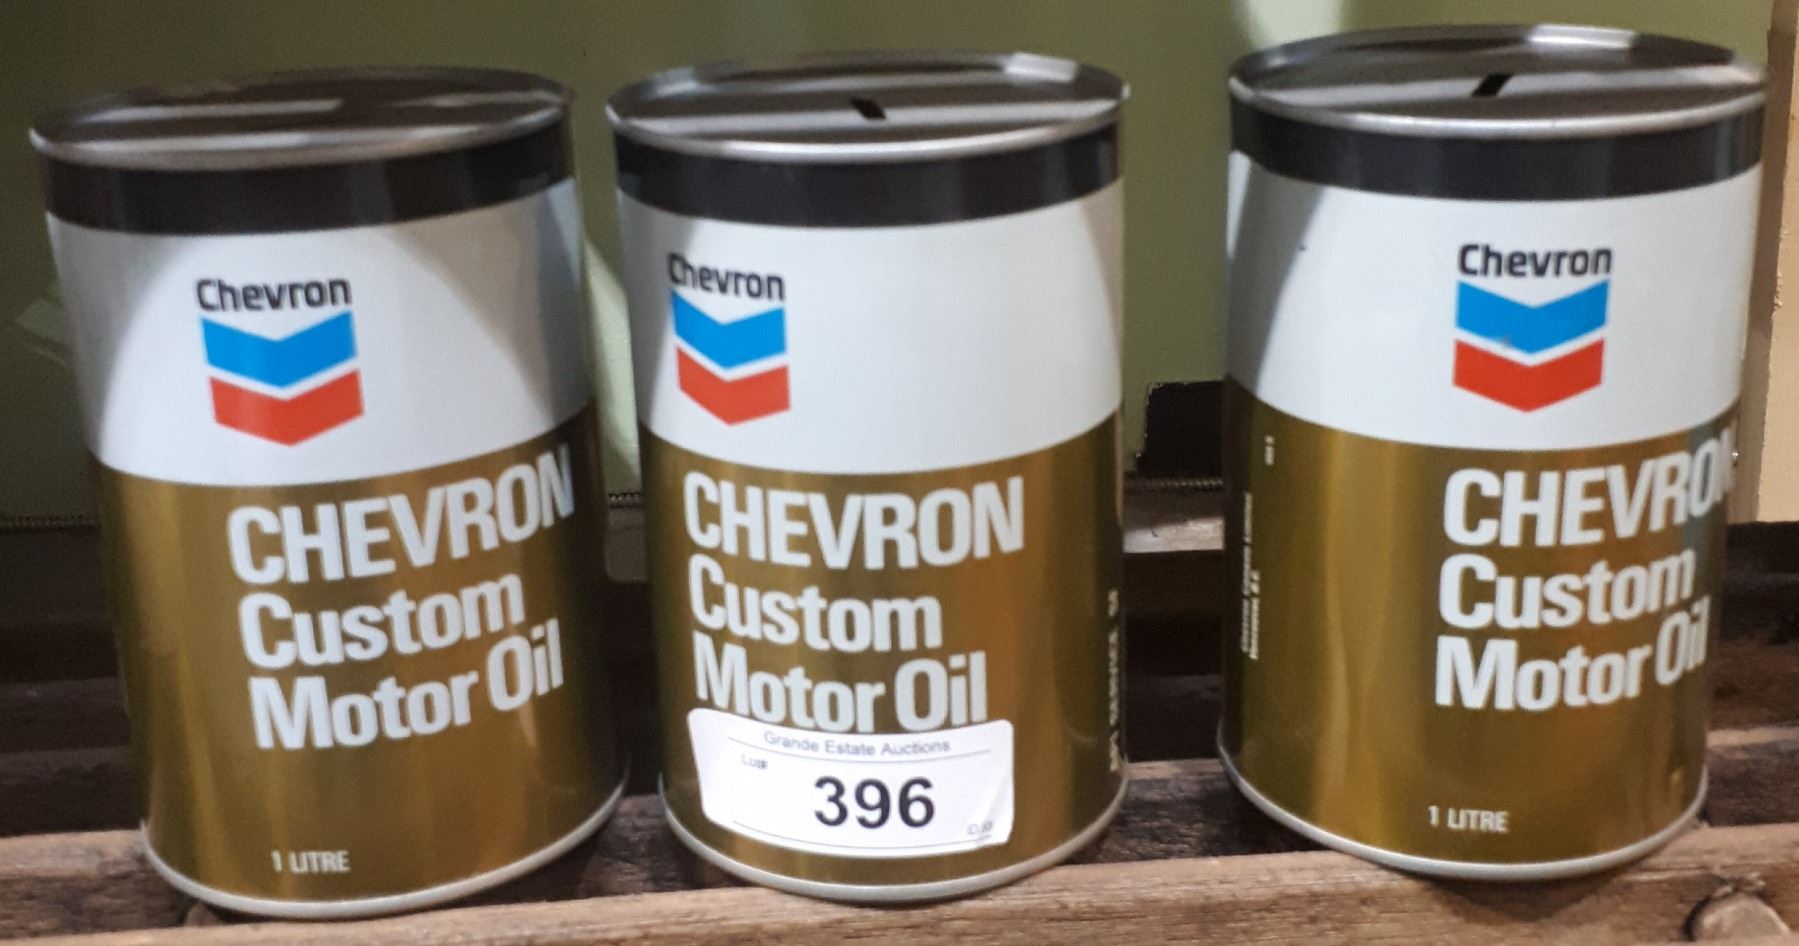 Chevron
CHEVRON
Custom
Motor Oil
1 LITRE
Chevron
CHEVRON
Custom
Motor Oil
Grande Estate Auctions
Lot#
396
Chevron
CHEVRON
Custom
Motor Oil
1 LITRE